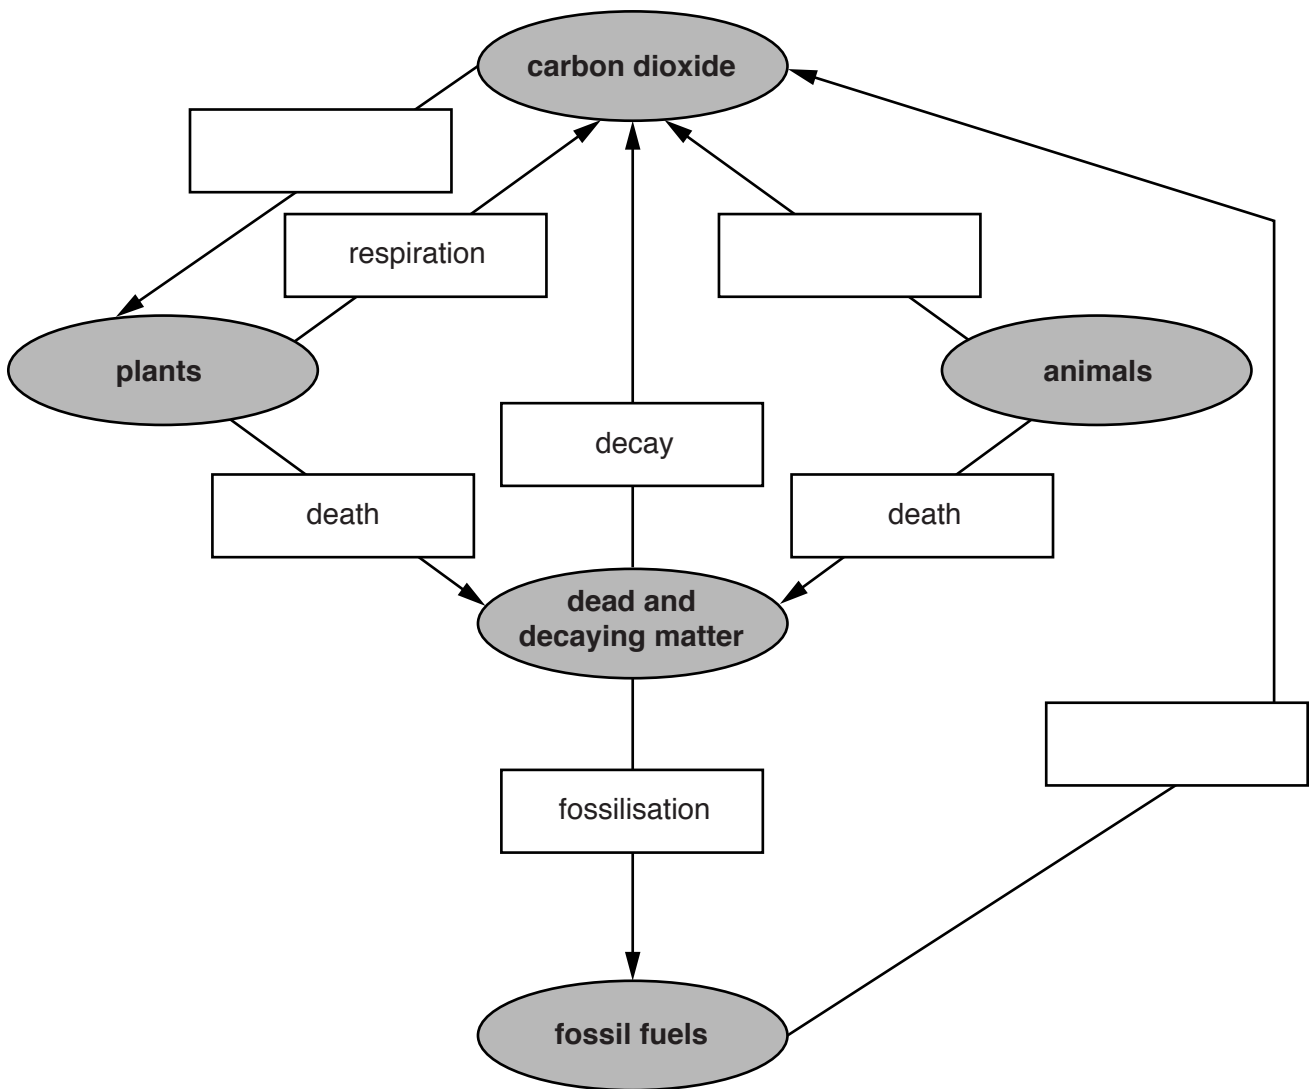 carbon dioxide
respiration
plants
animals
decay
death
death
dead and
decaying matter
fossilisation
fossil fuels